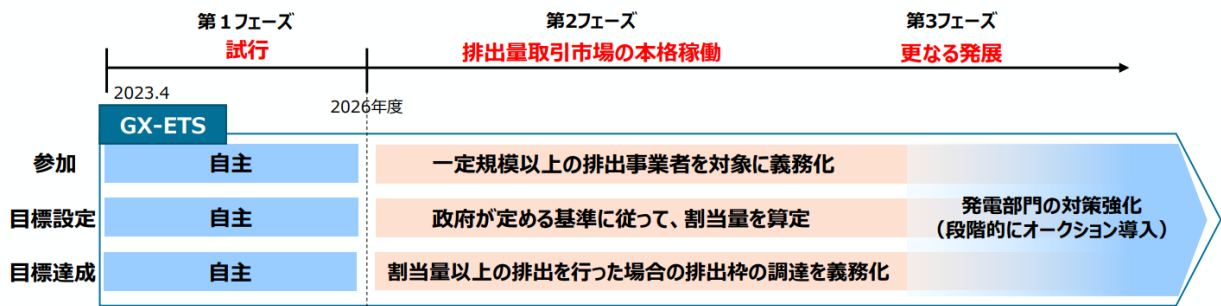 第１フェーズ
試行
第2フェーズ
排出量取引市場の本格稼働
第3フェーズ
更なる発展
2023.4
2026年度
GX-ETS
参加
自主
一定規模以上の排出事業者を対象に義務化
目標設定
自主
政府が定める基準に従って、割当量を算定
目標達成
自主
割当量以上の排出を行った場合の排出枠の調達を義務化
発電部門の対策強化
（段階的にオークション導入）